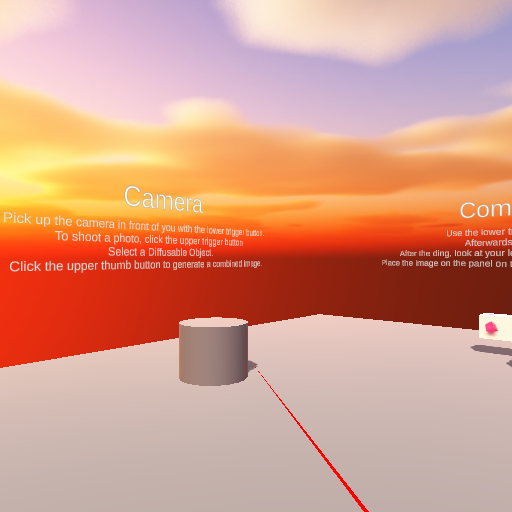 Camera
Pick up the camera in front of you with the lower trigger button.
To shoot a photo, click the upper trigger button
Select a Diffusable Object.
Click the upper thumb button to generate a combined image.
Com
Use the lower t
Afterwards
After the ding, look at your le
Place the image on the panel on t